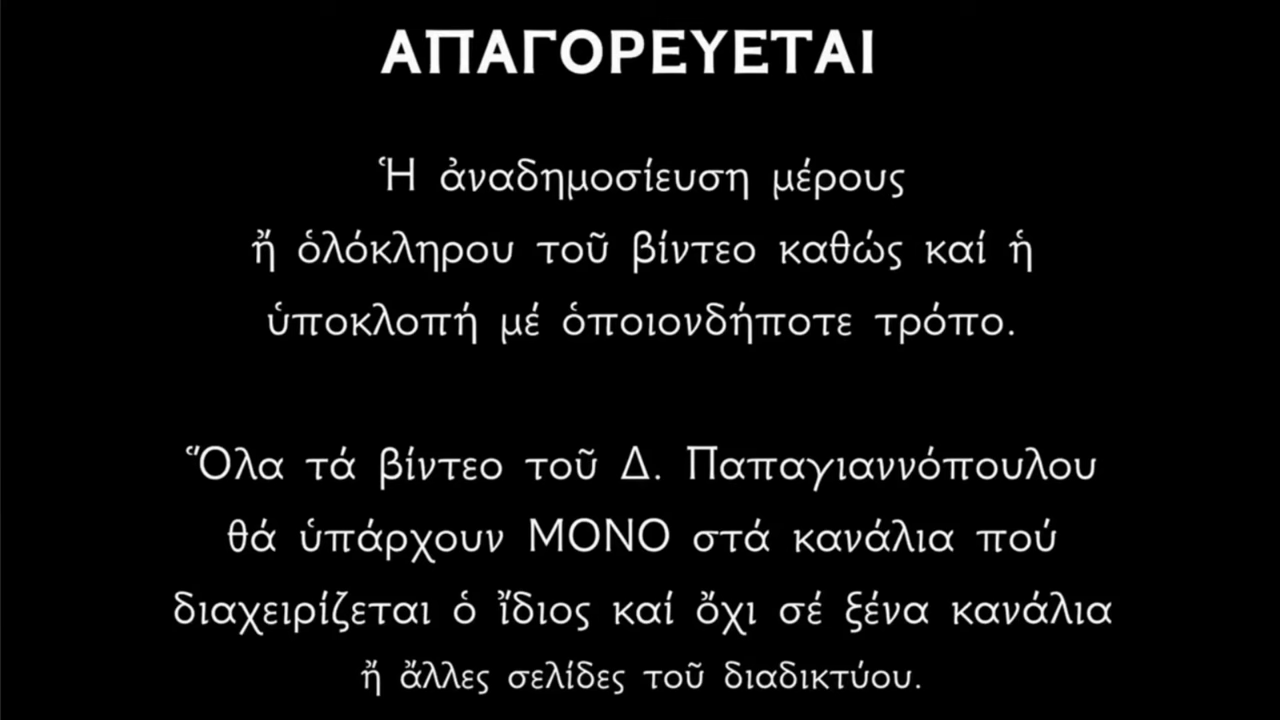 ΑΠΑΓΟΡΕΥΕΤΑΙ
Ἡ ἀναδημοσίευση μέρους
ἤ ὁλόκληρου τοῦ βίντεο καθώς καί ἡ
ὑποκλοπή μέ ὁποιονδήποτε τρόπο.
Ὅλα τά βίντεο τοῦ Δ. Παπαγιαννόπουλου
θά ὑπάρχουν ΜΟΝΟ στά κανάλια πού
διαχειρίζεται ὁ ἴδιος καί ὄχι σέ ξένα κανάλια
ἤ ἄλλες σελίδες τοῦ διαδικτύου.